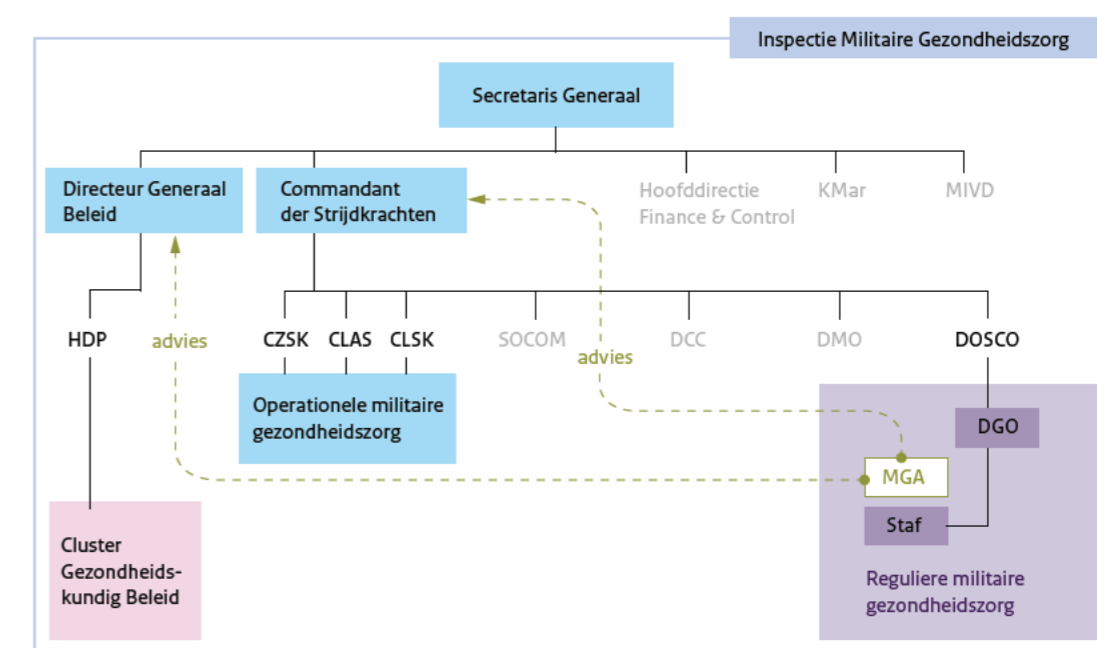 Inspectie Militaire Gezondheidszorg
Secretaris Generaal
Directeur Generaal
Beleid
Commandant
der Strijdkrachten
Hoofddirectie
Finance & Control
KMar
MIVD
HDP
advies
CZSK
CLAS
CLSK
SOCOM
advies
DCC
DMO
DOSCO
Operationele militaire
gezondheidszorg
DGO
MGA
Staf
Cluster
Gezondheids-
kundig Beleid
Reguliere militaire
gezondheidszorg